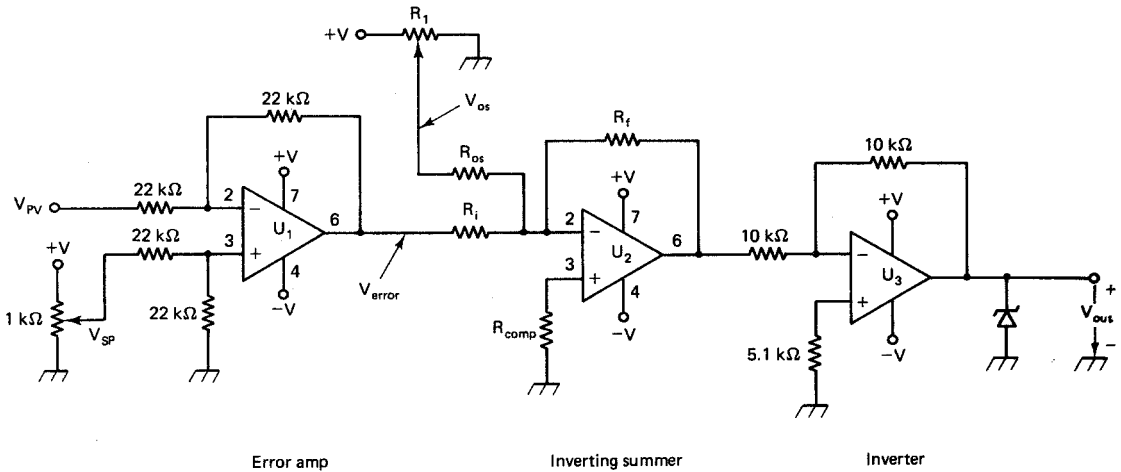 R1
+V
22 kΩ
Vos
Rf
10 kΩ
+V
Ros
+V
+V
VPV
22 kΩ
2
−
7
U1
6
Ri
2
−
7
U2
6
10 kΩ
−
U3
+V
22 kΩ
3
+
4
−V
Verror
3
+
4
−V
+
−V
+
Vous
−
1 kΩ
VSP
22 kΩ
Rcomp
5.1 kΩ
Error amp
Inverting summer
Inverter